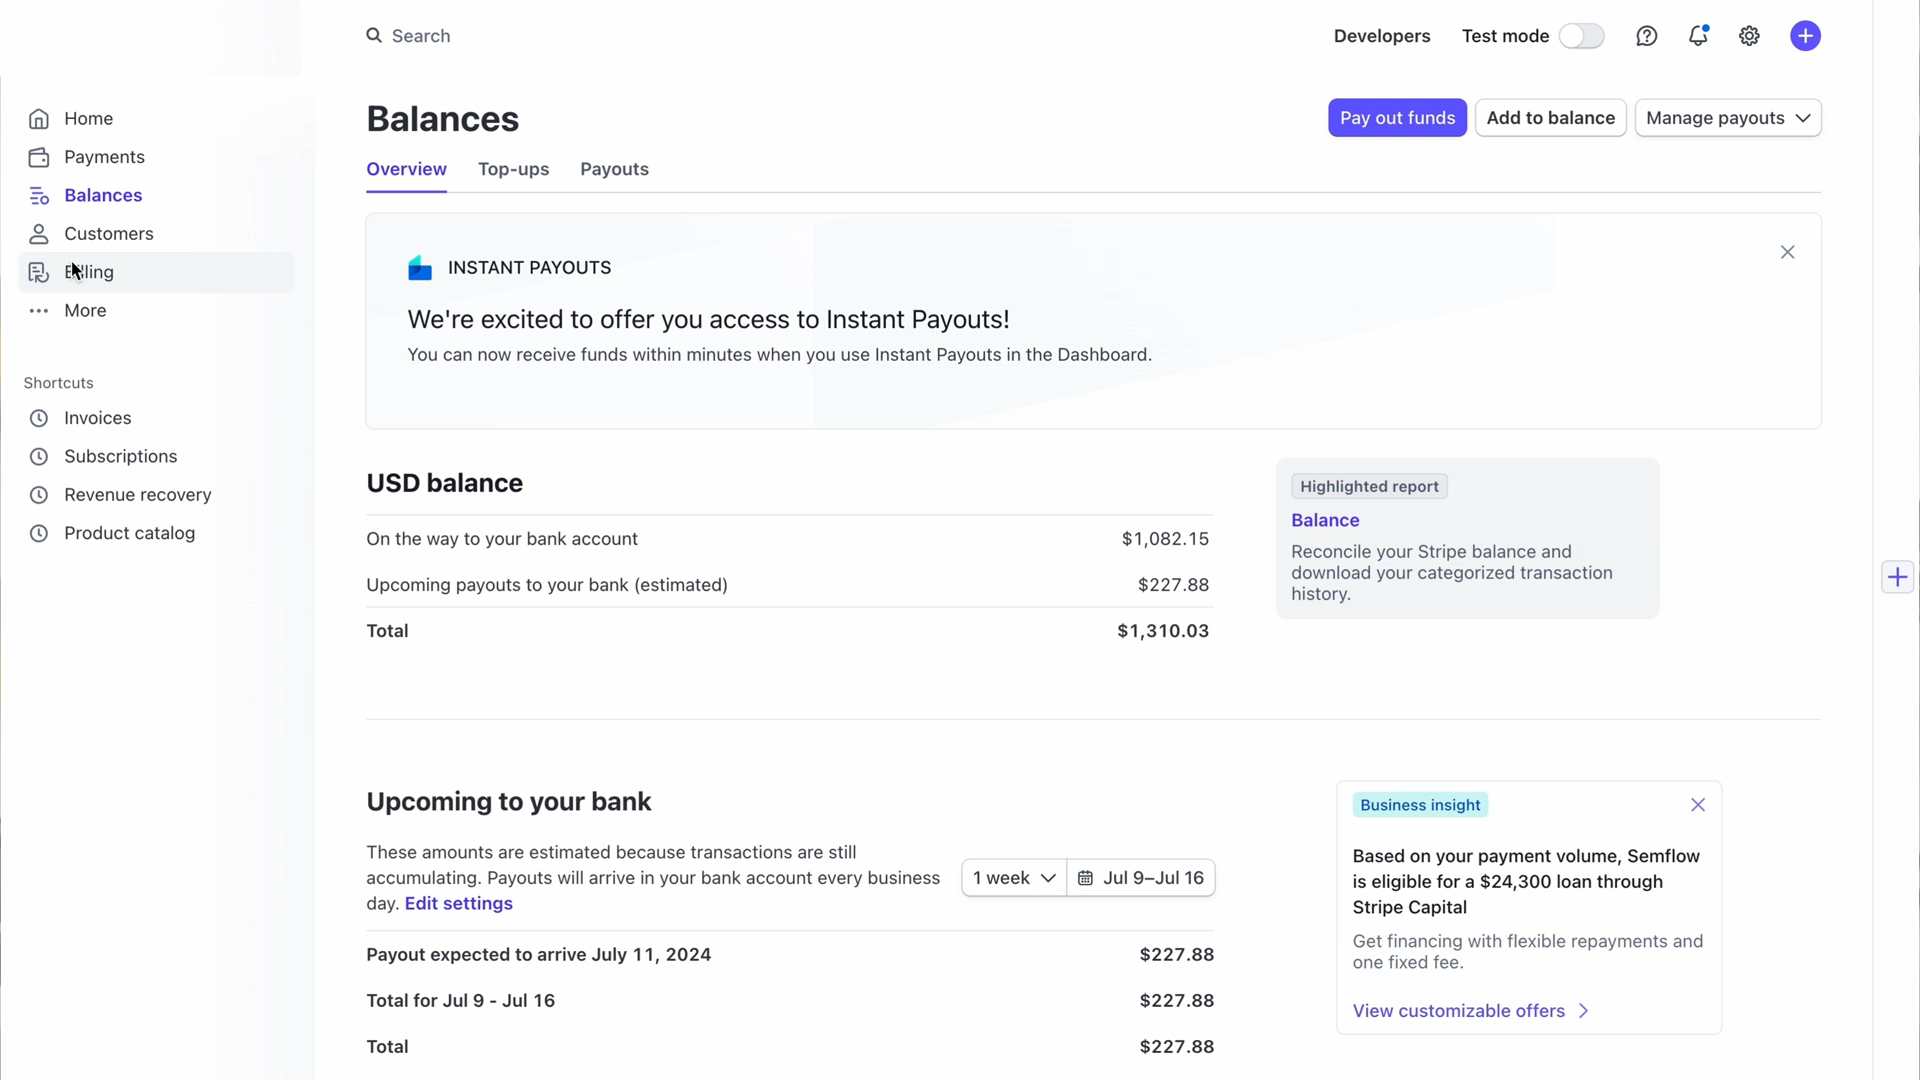 Search
Developers
Test mode
Home
Payments
Balances
Customers
Billing
More
Shortcuts
Invoices
Subscriptions
Revenue recovery
Product catalog
Balances
Pay out funds
Add to balance
Manage payouts
Overview
Top-ups
Payouts
INSTANT PAYOUTS
We're excited to offer you access to Instant Payouts!
You can now receive funds within minutes when you use Instant Payouts in the Dashboard.
USD balance
On the way to your bank account $1,082.15
Upcoming payouts to your bank (estimated) $227.88
Total $1,310.03
Highlighted report
Balance
Reconcile your Stripe balance and
download your categorized transaction
history.
Upcoming to your bank
These amounts are estimated because transactions are still
accumulating. Payouts will arrive in your bank account every business
day. Edit settings
1 week
Jul 9–Jul 16
Payout expected to arrive July 11, 2024 $227.88
Total for Jul 9 - Jul 16 $227.88
Total $227.88
Business insight
Based on your payment volume, Semflow
is eligible for a $24,300 loan through
Stripe Capital
Get financing with flexible repayments and
one fixed fee.
View customizable offers